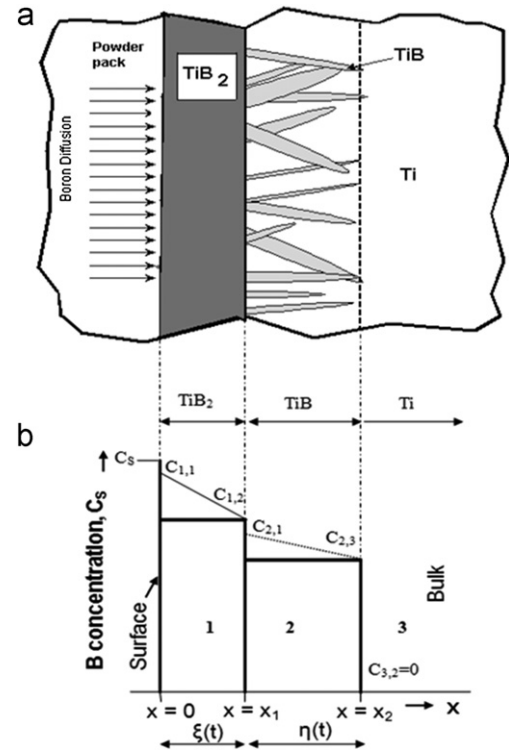 a
Powder
pack
TiB2
TiB
Boron Diffusion
Ti
TiB2
TiB
Ti
b
CS
C1,1
C1,2
C2,1
C2,3
B concentration, CS
Surface
1
2
3
Bulk
C3,2=0
x = 0
x = x1
x = x2
x
ξ(t)
η(t)